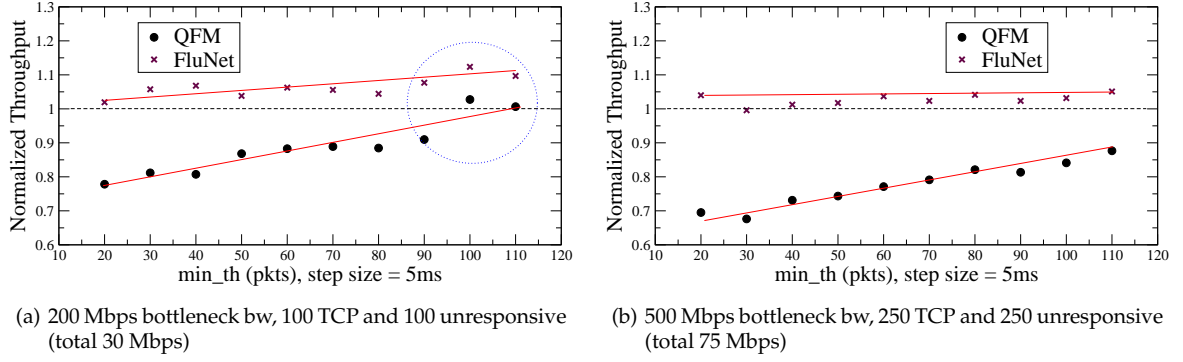 1.3
1.2
1.1
1
0.9
0.8
0.7
0.6
Normalized Throughput
QFM
FluNet
10 20 30 40 50 60 70 80 90 100 110 120
min_th (pkts), step size = 5ms
(a) 200 Mbps bottleneck bw, 100 TCP and 100 unresponsive
(total 30 Mbps)
1.3
1.2
1.1
1
0.9
0.8
0.7
0.6
Normalized Throughput
QFM
FluNet
10 20 30 40 50 60 70 80 90 100 110 120
min_th (pkts), step size = 5ms
(b) 500 Mbps bottleneck bw, 250 TCP and 250 unresponsive
(total 75 Mbps)